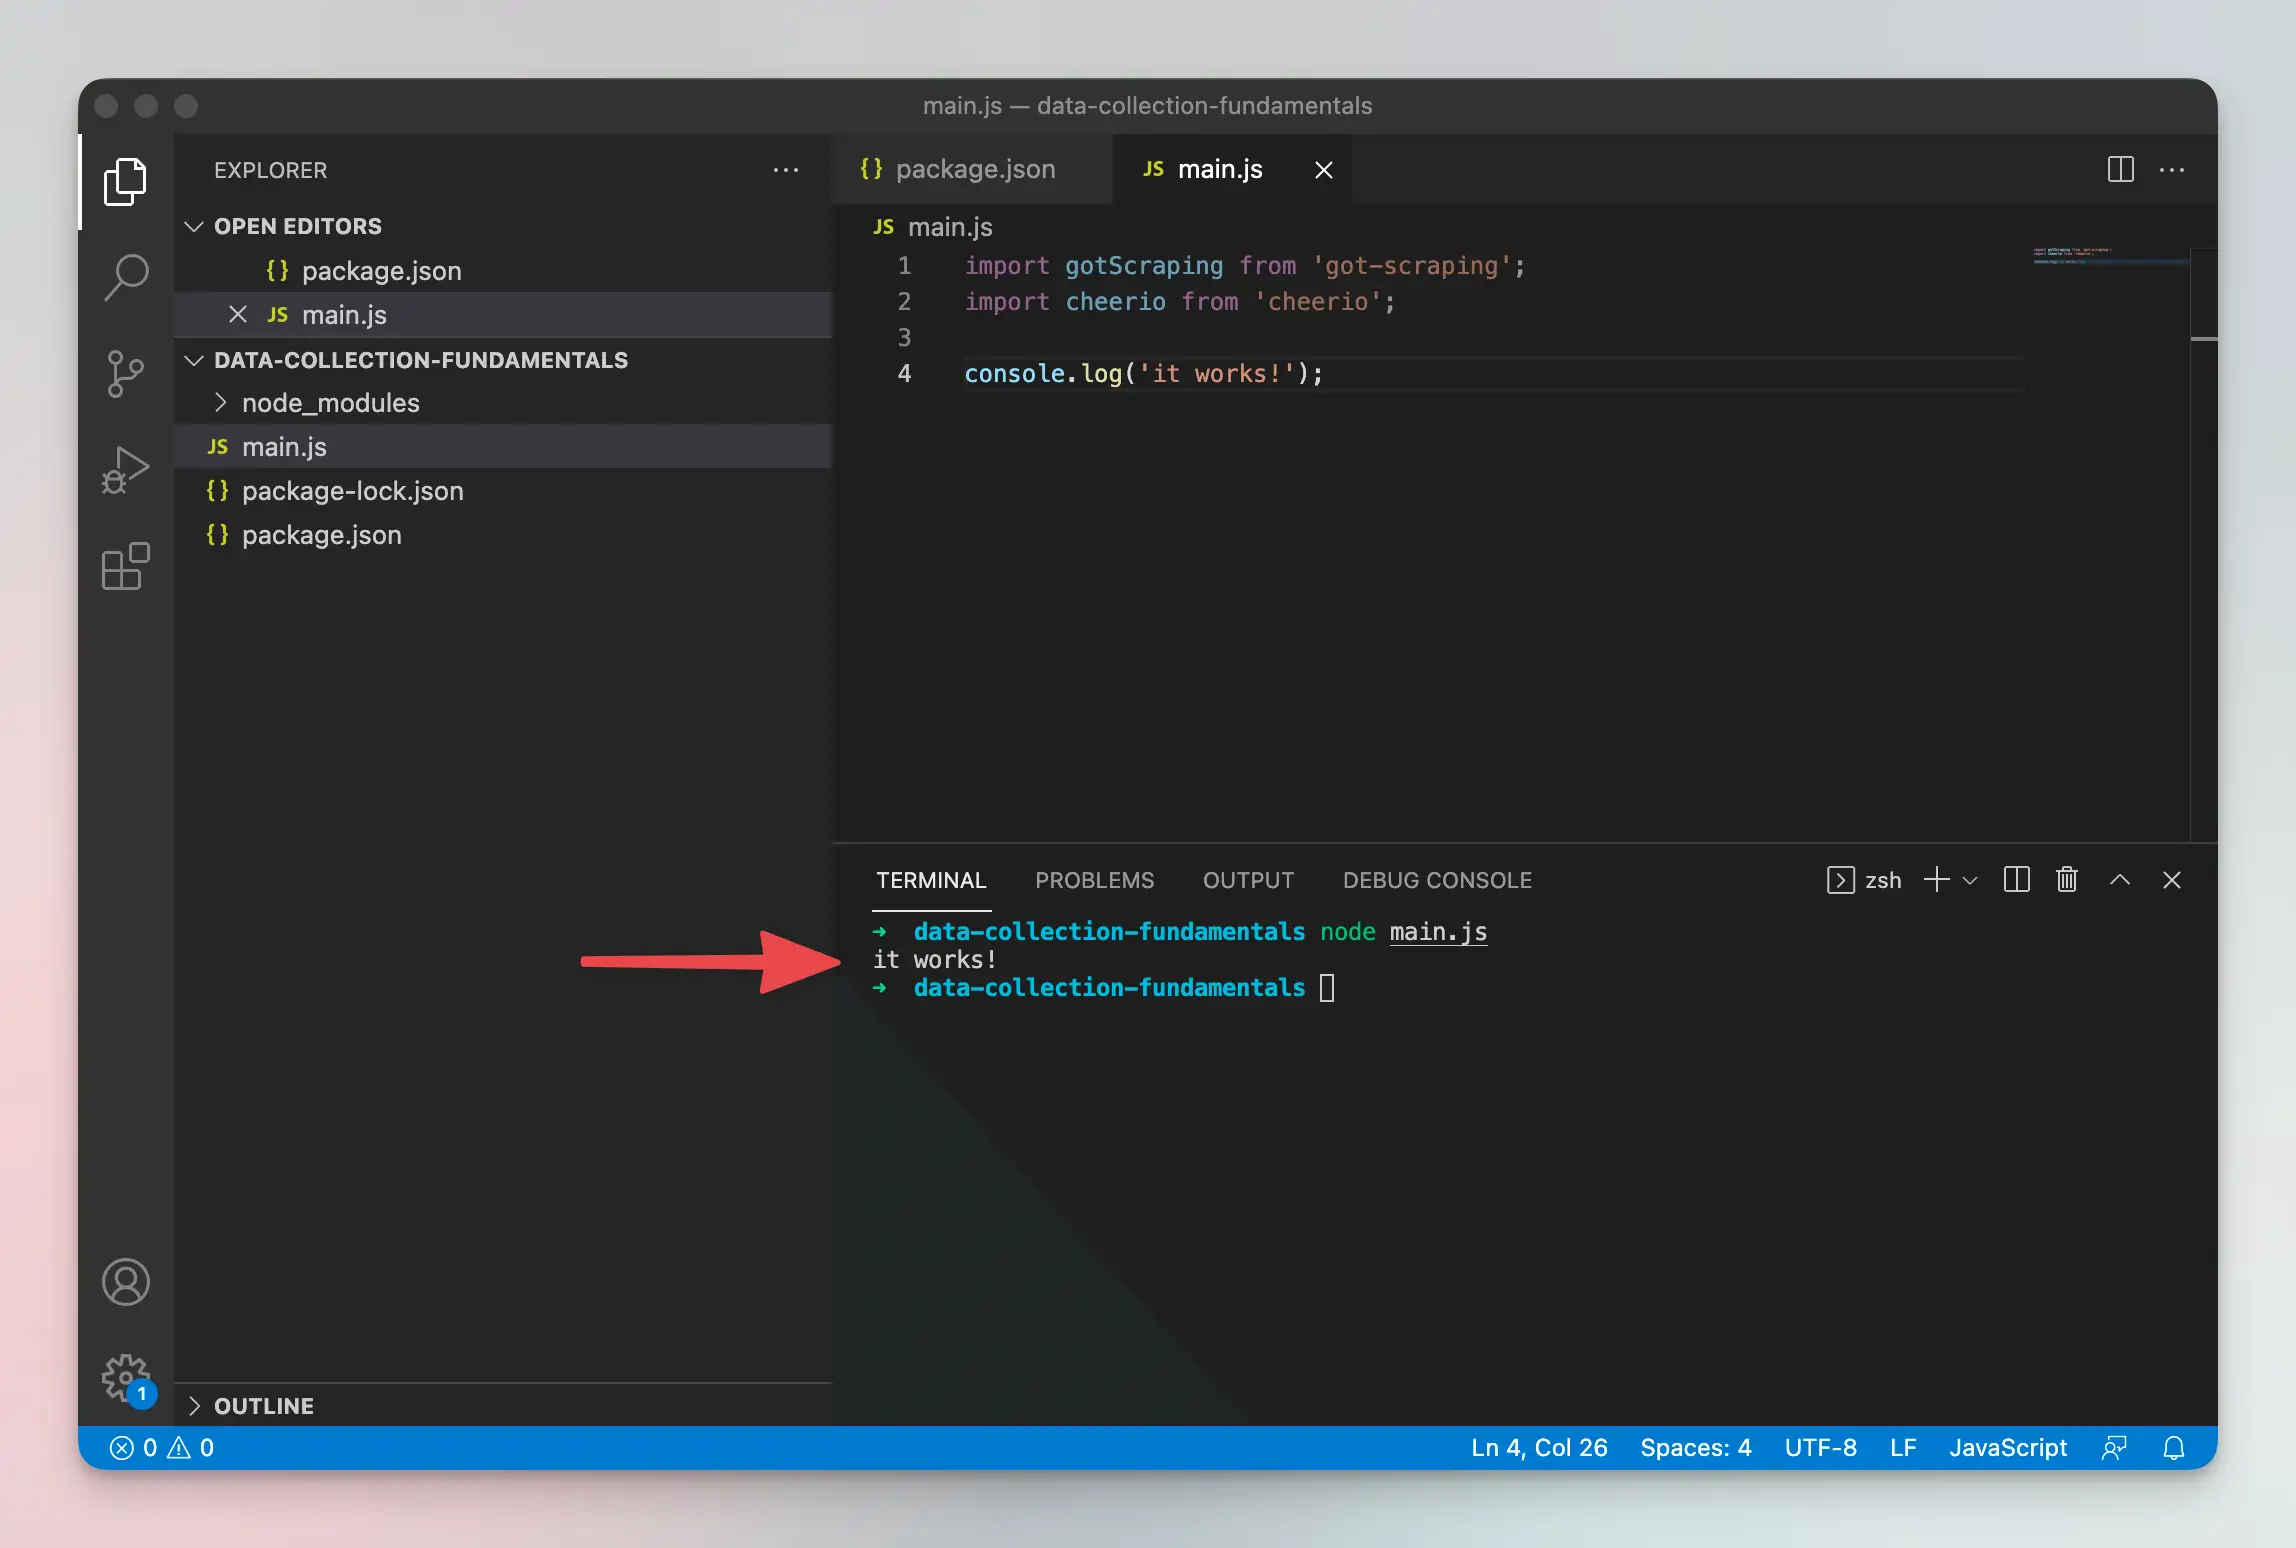 main.js — data-collection-fundamentals
EXPLORER
OPEN EDITORS
{} package.json
JS main.js
DATA-COLLECTION-FUNDAMENTALS
node_modules
JS main.js
{} package-lock.json
{} package.json
OUTLINE
1
{} package.json
JS main.js
JS main.js
1 import gotScraping from 'got-scraping';
2 import cheerio from 'cheerio';
3
4 console.log('it works!');
TERMINAL PROBLEMS OUTPUT DEBUG CONSOLE zsh
→ data-collection-fundamentals node main.js
it works!
→ data-collection-fundamentals
0 0 Ln 4, Col 26 Spaces: 4 UTF-8 LF JavaScript